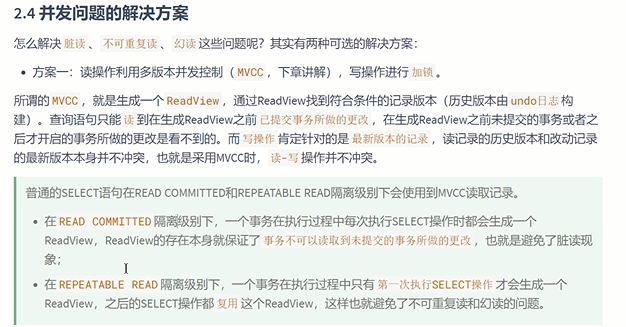 2.4 并发问题的解决方案
怎么解决 脏读 、 不可重复读 、 幻读 这些问题呢？其实有两种可选的解决方案：
• 方案一：读操作利用多版本并发控制（ MVCC ，下章讲解），写操作进行 加锁 。
所谓的 MVCC ，就是生成一个 ReadView ，通过ReadView找到符合条件的记录版本（历史版本由 undo日志 构
建）。查询语句只能 读 到在生成ReadView之前 已提交事务所做的更改 ，在生成ReadView之前未提交的事务或者之
后才开启的事务所做的更改是看不到的。而 写操作 肯定针对的是 最新版本的记录 ，读记录的历史版本和改动记录
的最新版本本身并不冲突，也就是采用MVCC时， 读-写 操作并不冲突。
普通的SELECT语句在READ COMMITTED和REPEATABLE READ隔离级别下会使用到MVCC读取记录。
• 在 READ COMMITTED 隔离级别下，一个事务在执行过程中每次执行SELECT操作时都会生成一个
ReadView，ReadView的存在本身就保证了 事务不可以读取到未提交的事务所做的更改 ，也就是避免了脏读现
象；
• 在 REPEATABLE READ 隔离级别下，一个事务在执行过程中只有 第一次执行SELECT操作 才会生成一个
ReadView，之后的SELECT操作都 复用 这个ReadView，这样也就避免了不可重复读和幻读的问题。